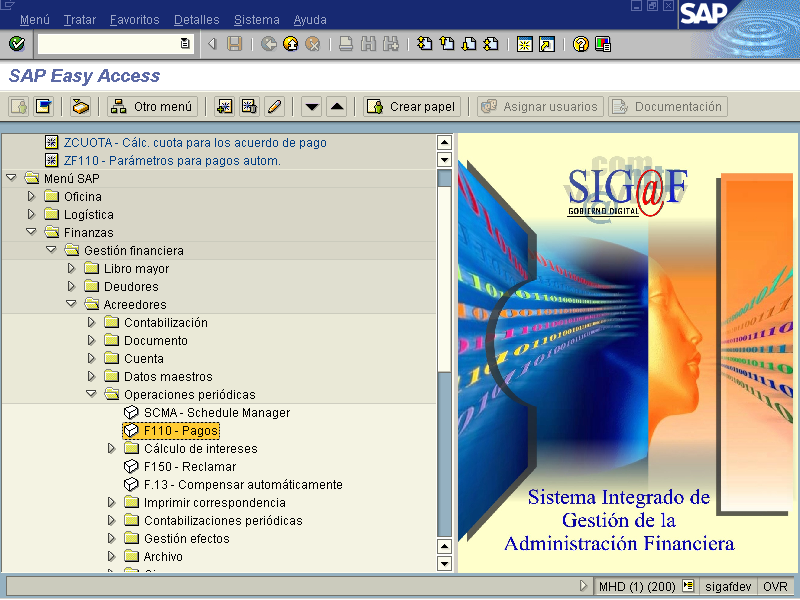 Menú Tratar Favoritos Detalles Sistema Ayuda
SAP
SAP Easy Access
Otro menú Crear papel Asignar usuarios Documentación
ZCUOTA - Cálc. cuota para los acuerdo de pago
ZF110 - Parámetros para pagos autom.
Menú SAP
Oficina
Logística
Finanzas
Gestión financiera
Libro mayor
Deudores
Acreedores
Contabilización
Documento
Cuenta
Datos maestros
Operaciones periódicas
SCMA - Schedule Manager
F110 - Pagos
Cálculo de intereses
F150 - Reclamar
F.13 - Compensar automáticamente
Imprimir correspondencia
Contabilizaciones periódicas
Gestión efectos
Archivo
.com
SIG@F
GOBIERNO DIGITAL
Sistema Integrado de
Gestión de la
Administración Financiera
MHD (1) (200) sigafdev OVR